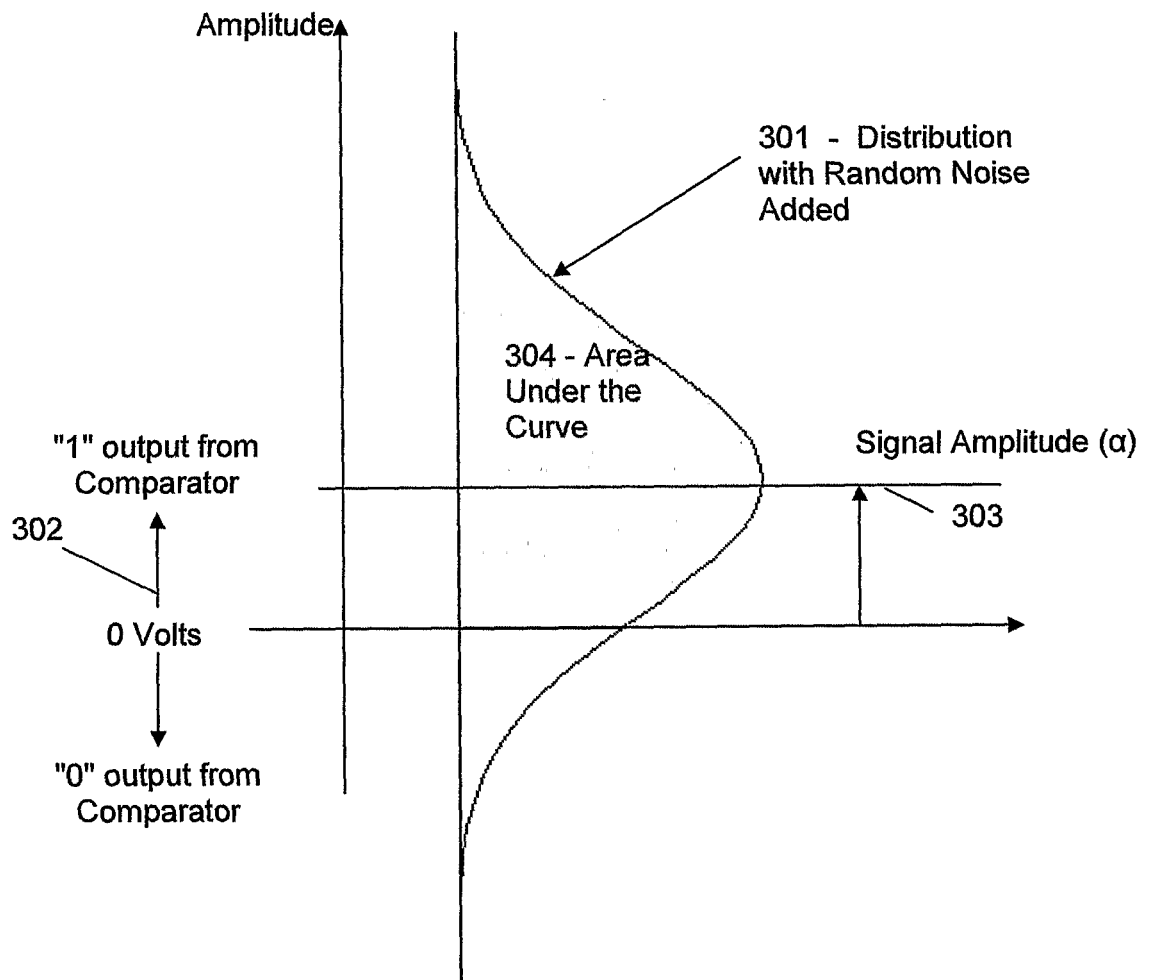 Amplitude
301 - Distribution
with Random Noise
Added
304 - Area
Under the
Curve
"1" output from
Comparator
Signal Amplitude (α)
303
302
0 Volts
"0" output from
Comparator